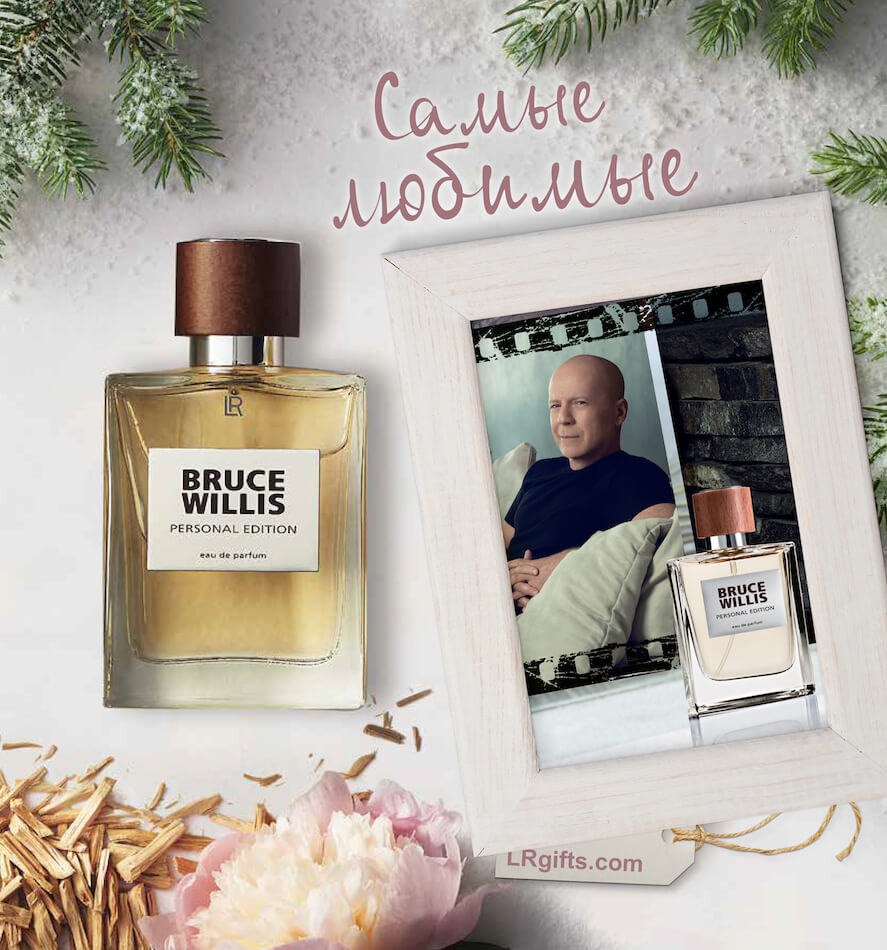 Самые
любимые
LR
BRUCE
WILLIS
PERSONAL EDITION
eau de parfum
BRUCE
WILLIS
PERSONAL EDITION
eau de parfum
LRgifts.com